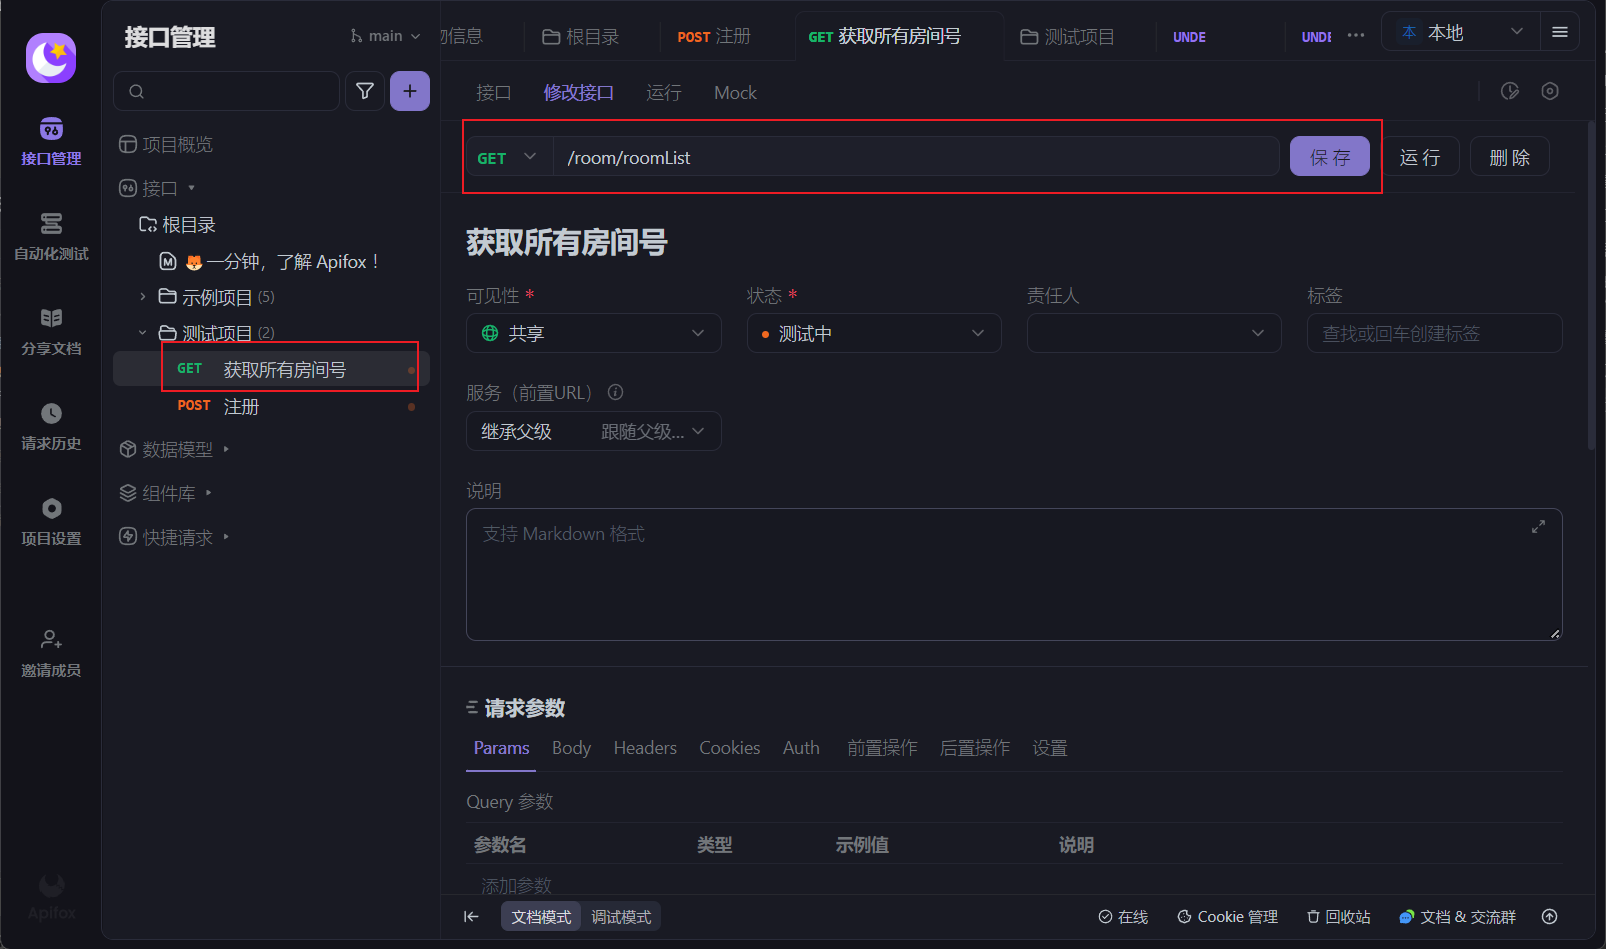 接口管理
自动化测试
分享文档
请求历史
项目设置
邀请成员
Apifox
接口管理
main
项目概览
接口
根目录
一分钟，了解 Apifox！
示例项目 (5)
测试项目 (2)
GET 获取所有房间号
POST 注册
数据模型
组件库
快捷请求
信息
根目录
POST 注册
GET 获取所有房间号
测试项目
UNDE
UNDE
本 本地
接口
修改接口
运行
Mock
GET
/room/roomList
保 存
运 行
删 除
获取所有房间号
可见性 *
状态 *
责任人
标签
共享
测试中
查找或回车创建标签
服务（前置URL）
继承父级
跟随父级...
说明
支持 Markdown 格式
请求参数
Params
Body
Headers
Cookies
Auth
前置操作
后置操作
设置
Query 参数
参数名
类型
示例值
说明
添加参数
文档模式
调试模式
在线
Cookie 管理
回收站
文档 & 交流群